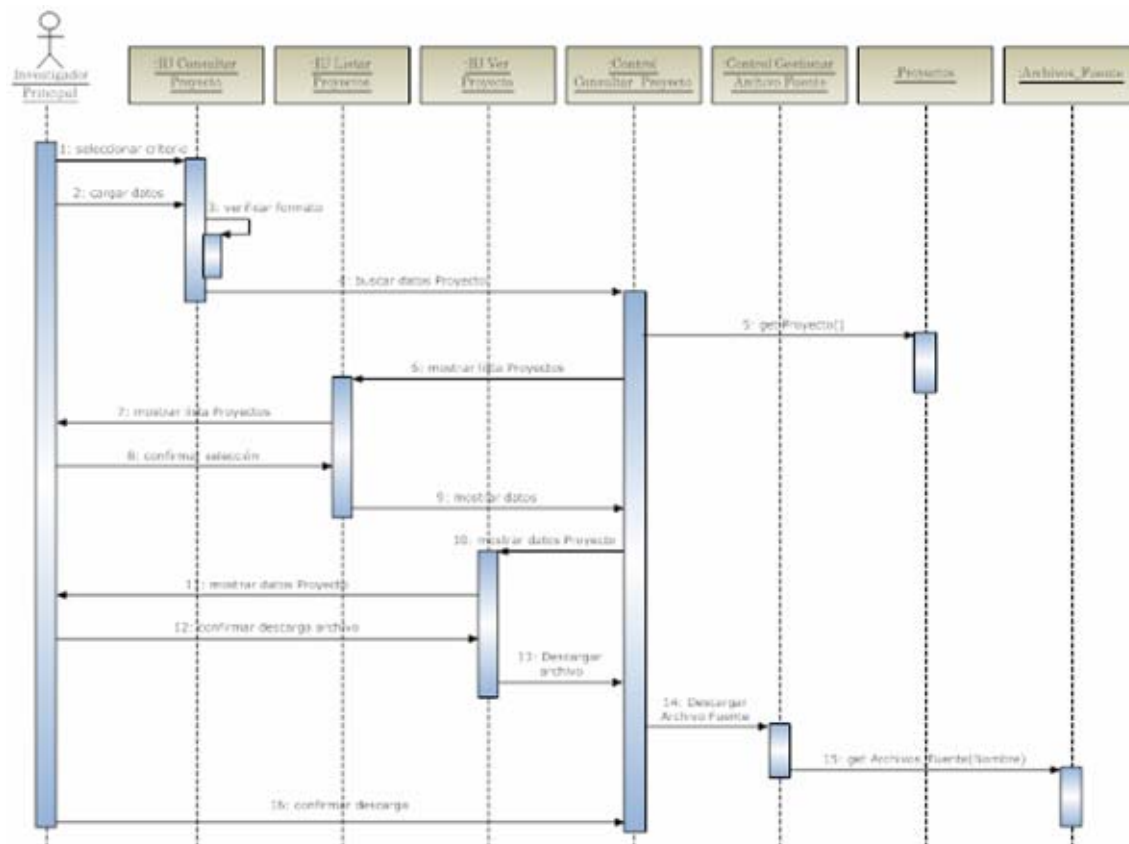 Investigador
Principal
:IU Consultar
Proyecto
:IU Listar
Proyectos
:IU Ver
Proyecto
:Control
Consultar_Proyecto
:Control Gestionar
Archivo Fuente
:Proyectos
:Archivos_Fuente
1: seleccionar criterio
2: cargar datos
3: verificar formato
4: buscar datos Proyecto
5: get Proyecto()
6: mostrar lista Proyectos
7: mostrar lista Proyectos
8: confirmar selección
9: mostrar datos
10: mostrar datos Proyecto
11: mostrar datos Proyecto
12: confirmar descarga archivo
13: Descargar
archivo
14: Descargar
Archivo Fuente
15: get Archivos_Fuente(Nombre)
16: confirmar descarga